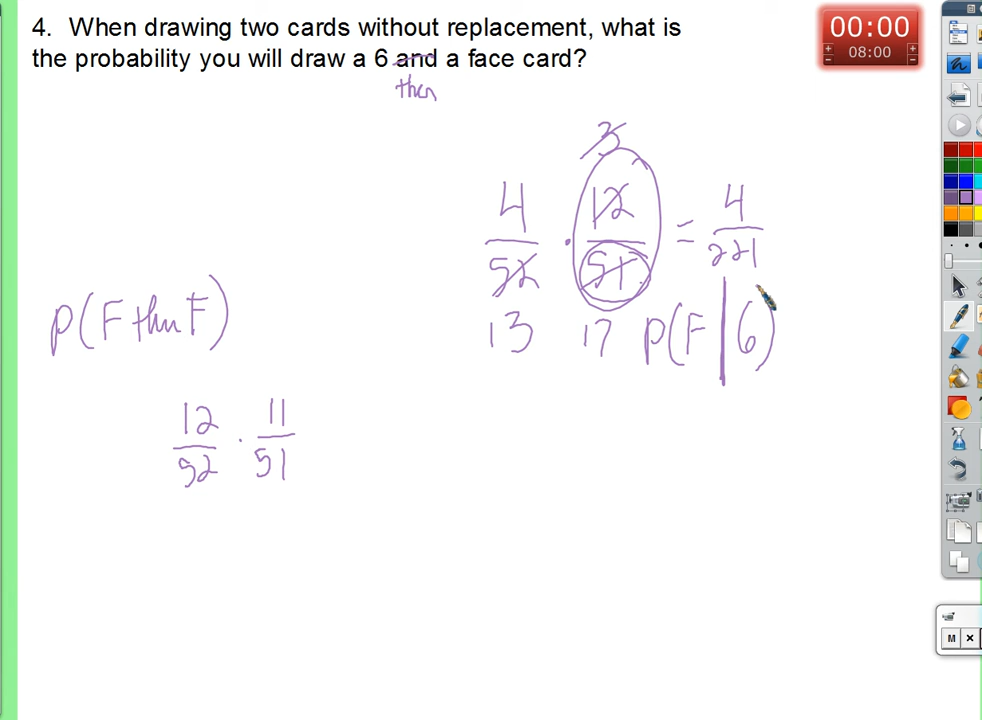 4. When drawing two cards without replacement, what is
the probability you will draw a 6 and a face card?
then
00:00
08:00
3
4/52 · 12/51 = 4/221
13 17
P(F | 6)
P(F then F)
12/52 · 11/51
M ×